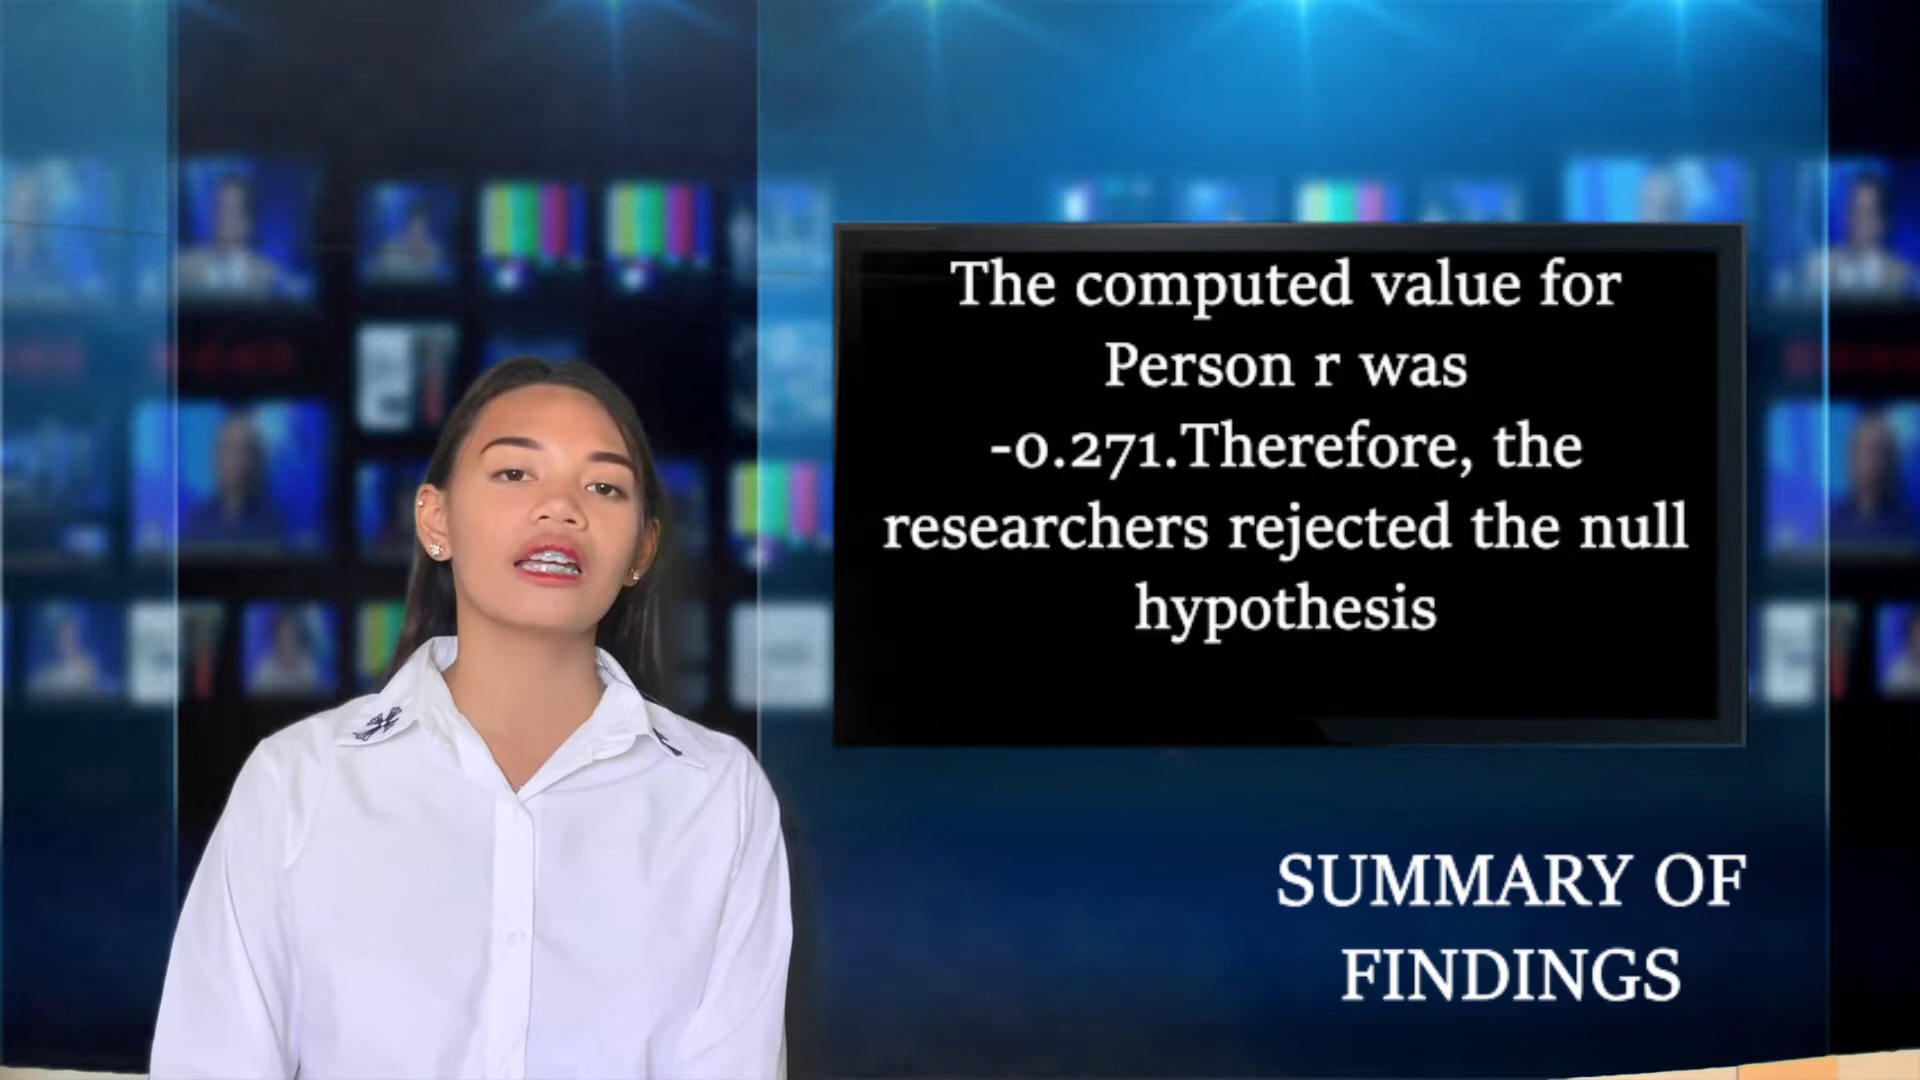 The computed value for
Person r was
-0.271.Therefore, the
researchers rejected the null
hypothesis
SUMMARY OF
FINDINGS